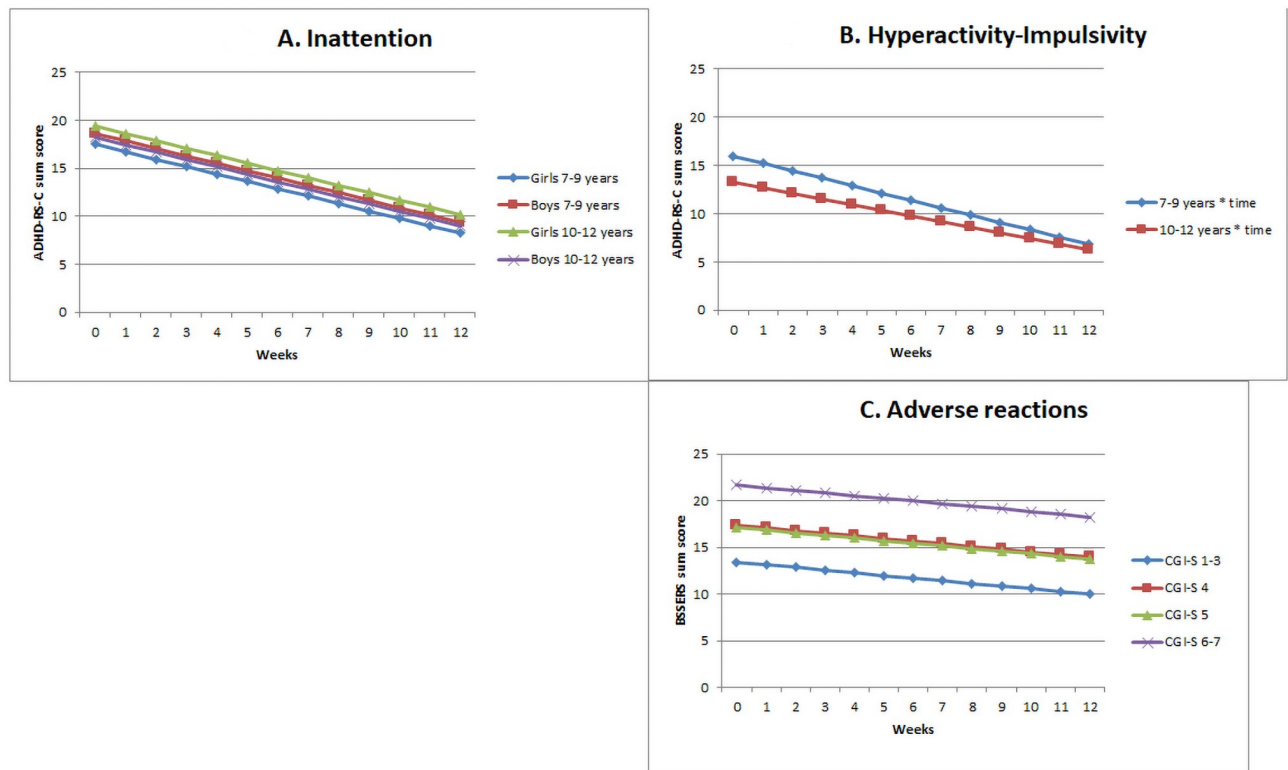 A. Inattention
25
20
15
10
5
0
ADHD-RS-C sum score
0 1 2 3 4 5 6 7 8 9 10 11 12
Weeks
Girls 7-9 years
Boys 7-9 years
Girls 10-12 years
Boys 10-12 years
B. Hyperactivity-Impulsivity
25
20
15
10
5
0
ADHD-RS-C sum score
0 1 2 3 4 5 6 7 8 9 10 11 12
Weeks
7-9 years * time
10-12 years * time
C. Adverse reactions
25
20
15
10
5
0
BSSERS sum score
0 1 2 3 4 5 6 7 8 9 10 11 12
Weeks
CGI-S 1-3
CGI-S 4
CGI-S 5
CGI-S 6-7